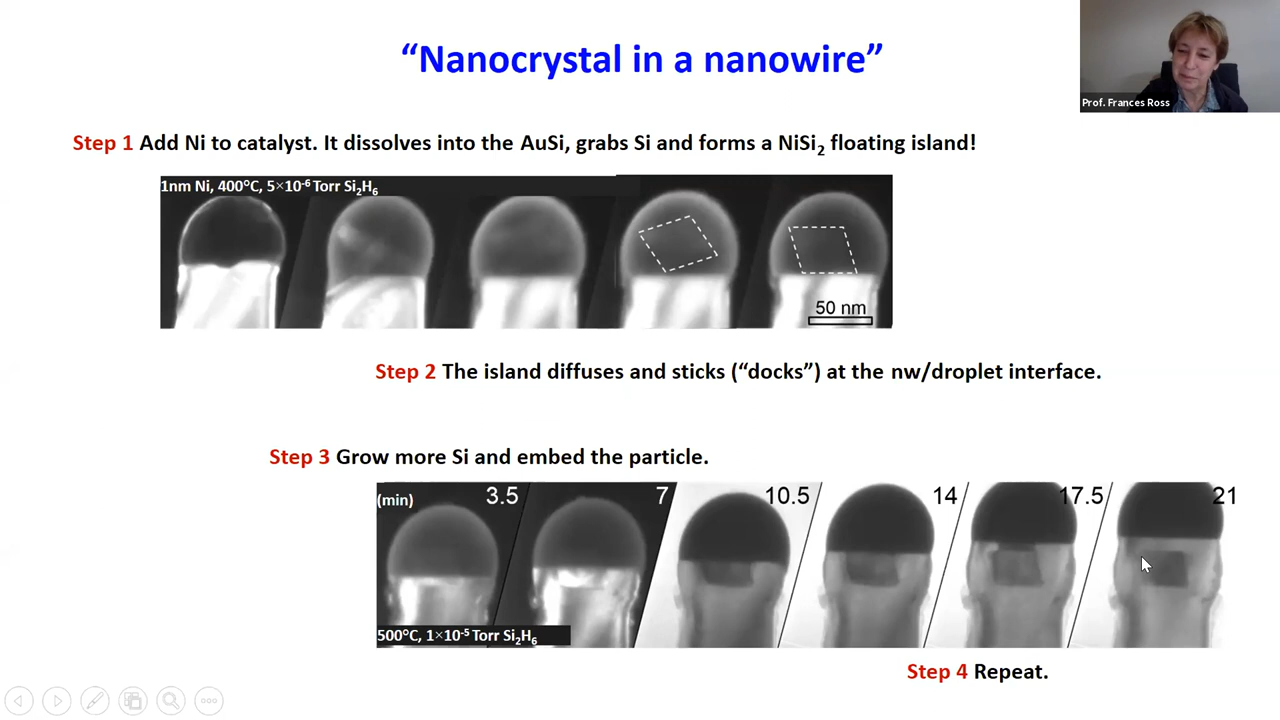 “Nanocrystal in a nanowire”
Prof. Frances Ross
Step 1 Add Ni to catalyst. It dissolves into the AuSi, grabs Si and forms a NiSi₂ floating island!
1nm Ni, 400°C, 5×10⁻⁶ Torr Si₂H₆
50 nm
Step 2 The island diffuses and sticks (“docks”) at the nw/droplet interface.
Step 3 Grow more Si and embed the particle.
(min) 3.5 7 10.5 14 17.5 21
500°C, 1×10⁻⁵ Torr Si₂H₆
Step 4 Repeat.